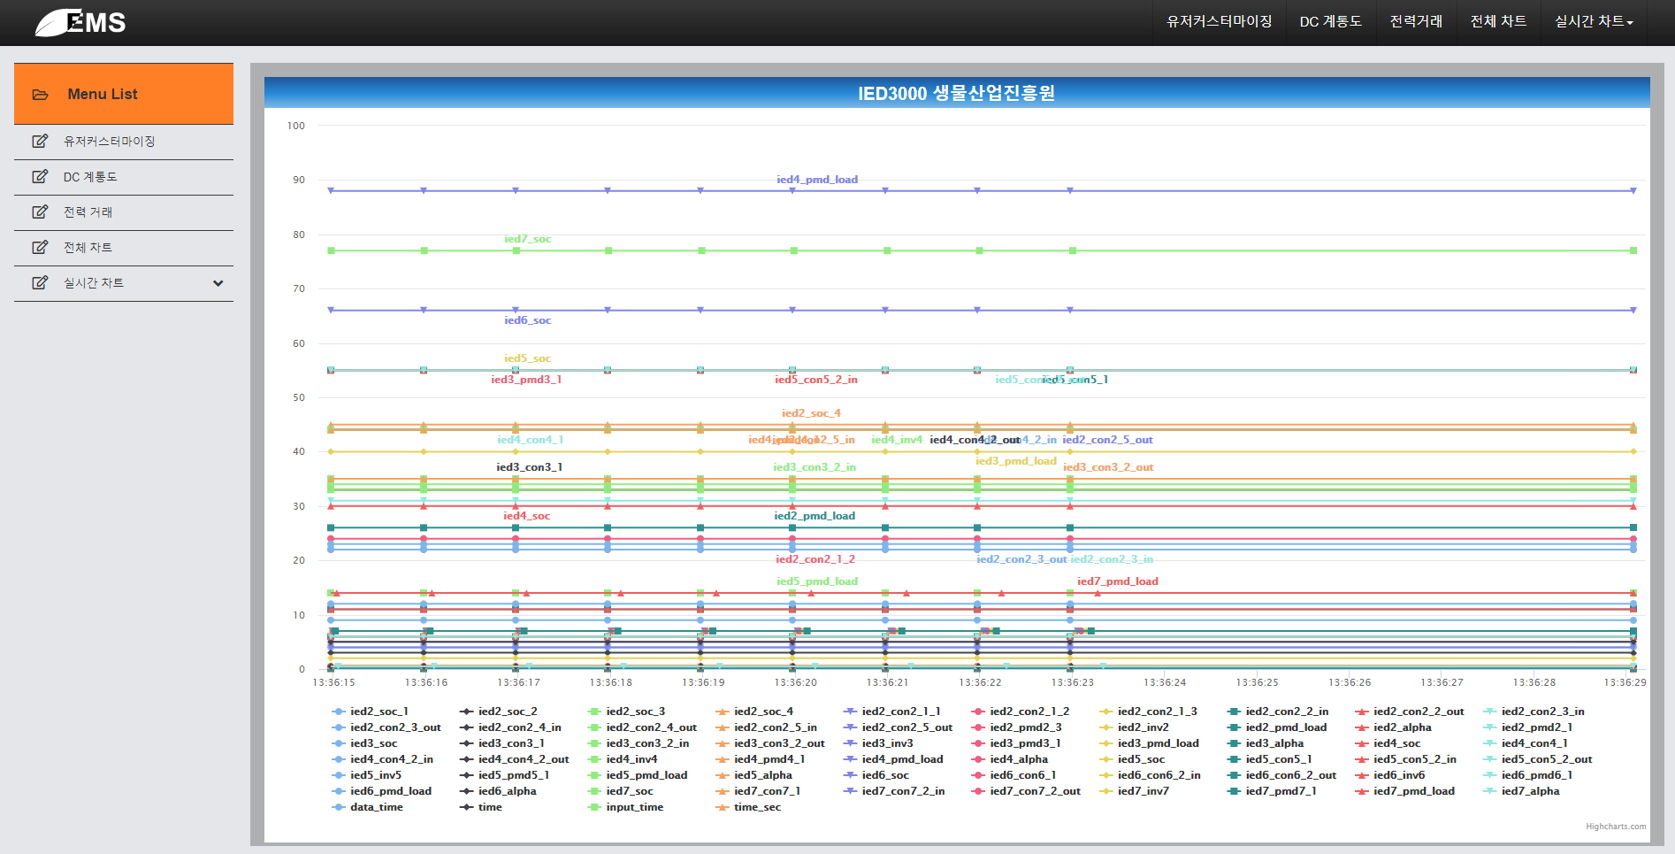 EMS
유저커스터마이징 DC 계통도 전력거래 전체 차트 실시간 차트
Menu List
유저커스터마이징
DC 계통도
전력 거래
전체 차트
실시간 차트
IED3000 생물산업진흥원
100
90
80
70
60
50
40
30
20
10
0
ied4_pmd_load
ied7_soc
ied6_soc
ied5_soc
ied3_pmd3_1 ied5_con5_2_in ied5_con5_1
ied2_soc_4
ied4_con4_1 ied4_inv4 ied4_con4_2_out ied2_con2_5_out
ied3_pmd_load
ied3_con3_1 ied3_con3_2_in ied3_con3_2_out
ied4_soc ied2_pmd_load
ied2_con2_1_2 ied2_con2_3_out ied2_con2_3_in
ied5_pmd_load ied7_pmd_load
13:36:15 13:36:16 13:36:17 13:36:18 13:36:19 13:36:20 13:36:21 13:36:22 13:36:23 13:36:24 13:36:25 13:36:26 13:36:27 13:36:28 13:36:29
ied2_soc_1 ied2_soc_2 ied2_soc_3 ied2_soc_4 ied2_con2_1_1 ied2_con2_1_2 ied2_con2_1_3 ied2_con2_2_in ied2_con2_2_out ied2_con2_3_in
ied2_con2_3_out ied2_con2_4_in ied2_con2_4_out ied2_con2_5_in ied2_con2_5_out ied2_pmd2_3 ied2_inv2 ied2_pmd_load ied2_alpha ied2_pmd2_1
ied3_soc ied3_con3_1 ied3_con3_2_in ied3_con3_2_out ied3_inv3 ied3_pmd3_1 ied3_pmd_load ied3_alpha ied4_soc ied4_con4_1
ied4_con4_2_in ied4_con4_2_out ied4_inv4 ied4_pmd4_1 ied4_pmd_load ied4_alpha ied5_soc ied5_con5_1 ied5_con5_2_in ied5_con5_2_out
ied5_inv5 ied5_pmd5_1 ied5_pmd_load ied5_alpha ied6_soc ied6_con6_1 ied6_con6_2_in ied6_con6_2_out ied6_inv6 ied6_pmd6_1
ied6_pmd_load ied6_alpha ied7_soc ied7_con7_1 ied7_con7_2_in ied7_con7_2_out ied7_inv7 ied7_pmd7_1 ied7_pmd_load ied7_alpha
data_time time input_time time_sec
Highcharts.com